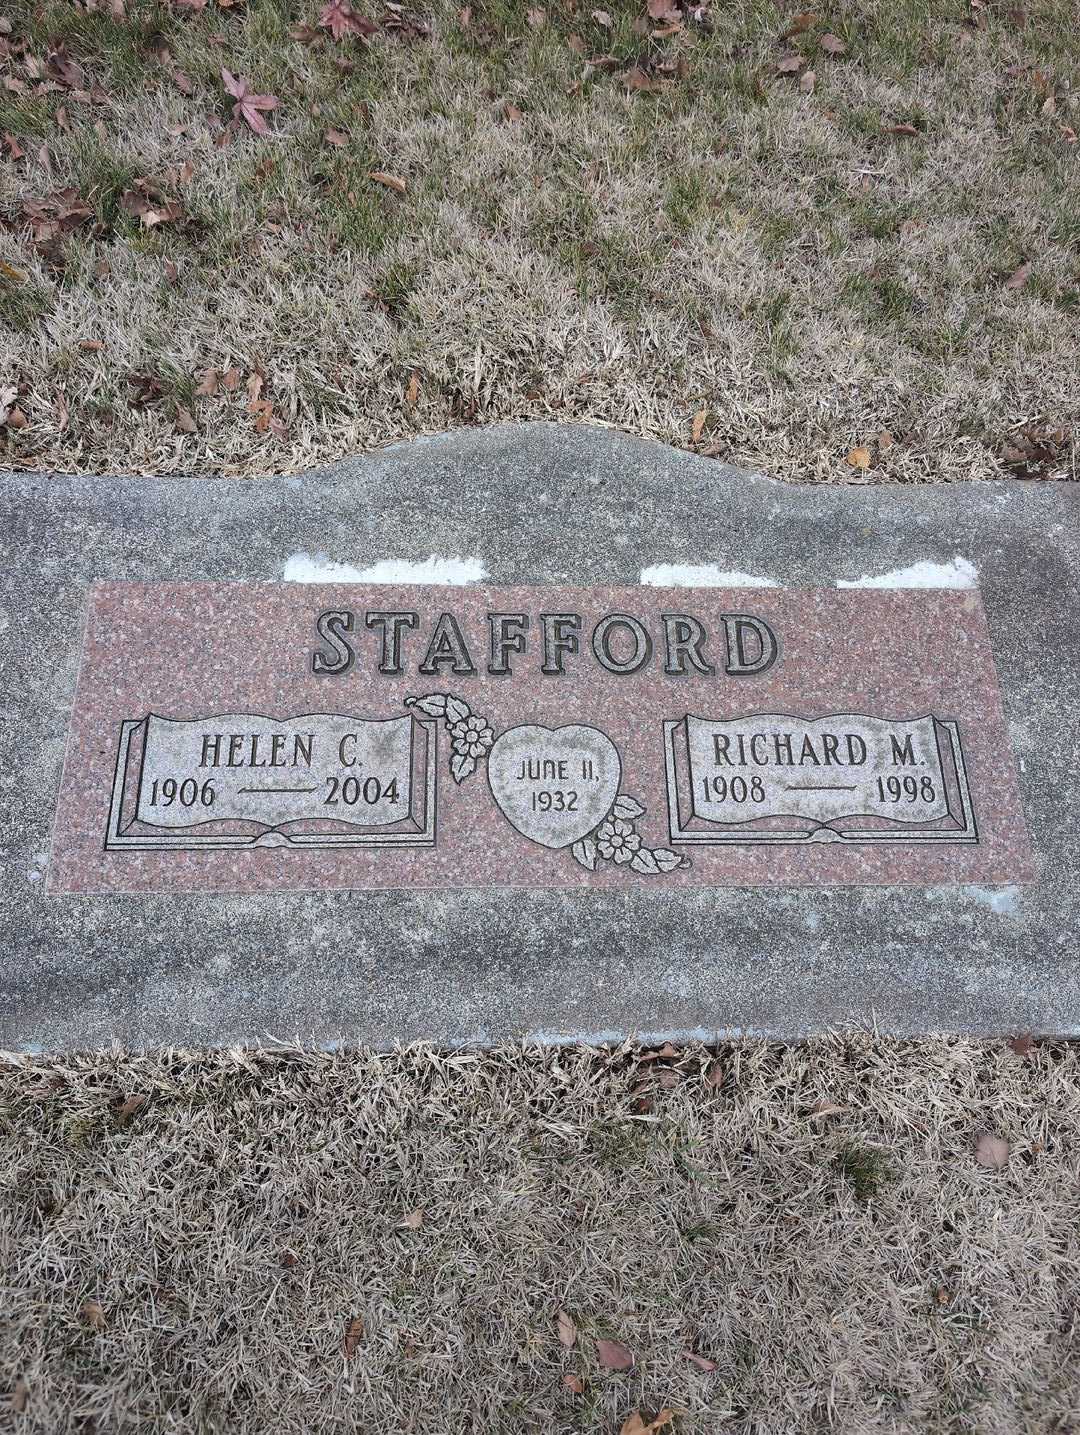 STAFFORD
HELEN C.
1906 — 2004
JUNE 11,
1932
RICHARD M.
1908 — 1998